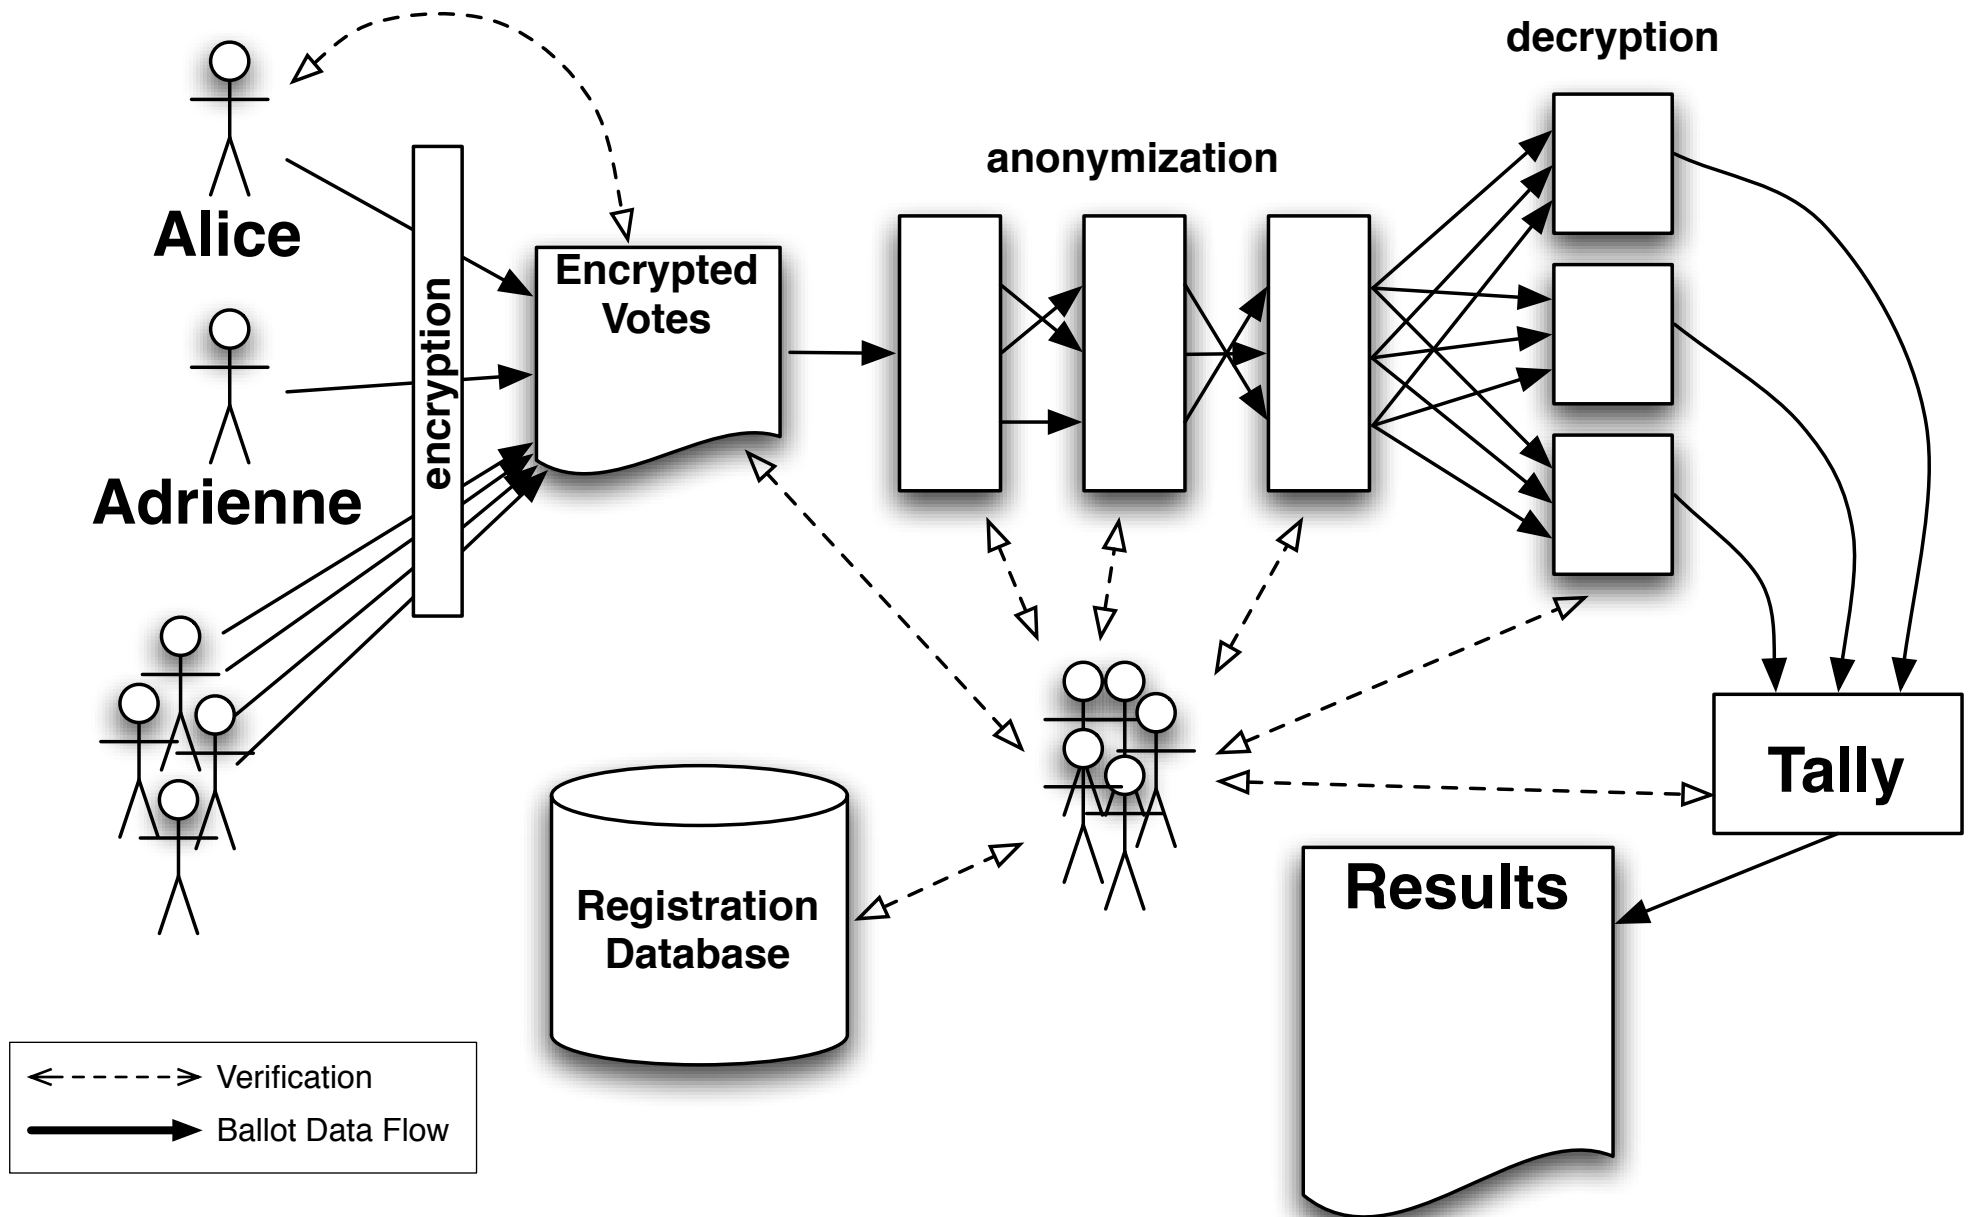 decryption
anonymization
Alice
encryption
Encrypted
Votes
Adrienne
Tally
Results
Registration
Database
Verification
Ballot Data Flow